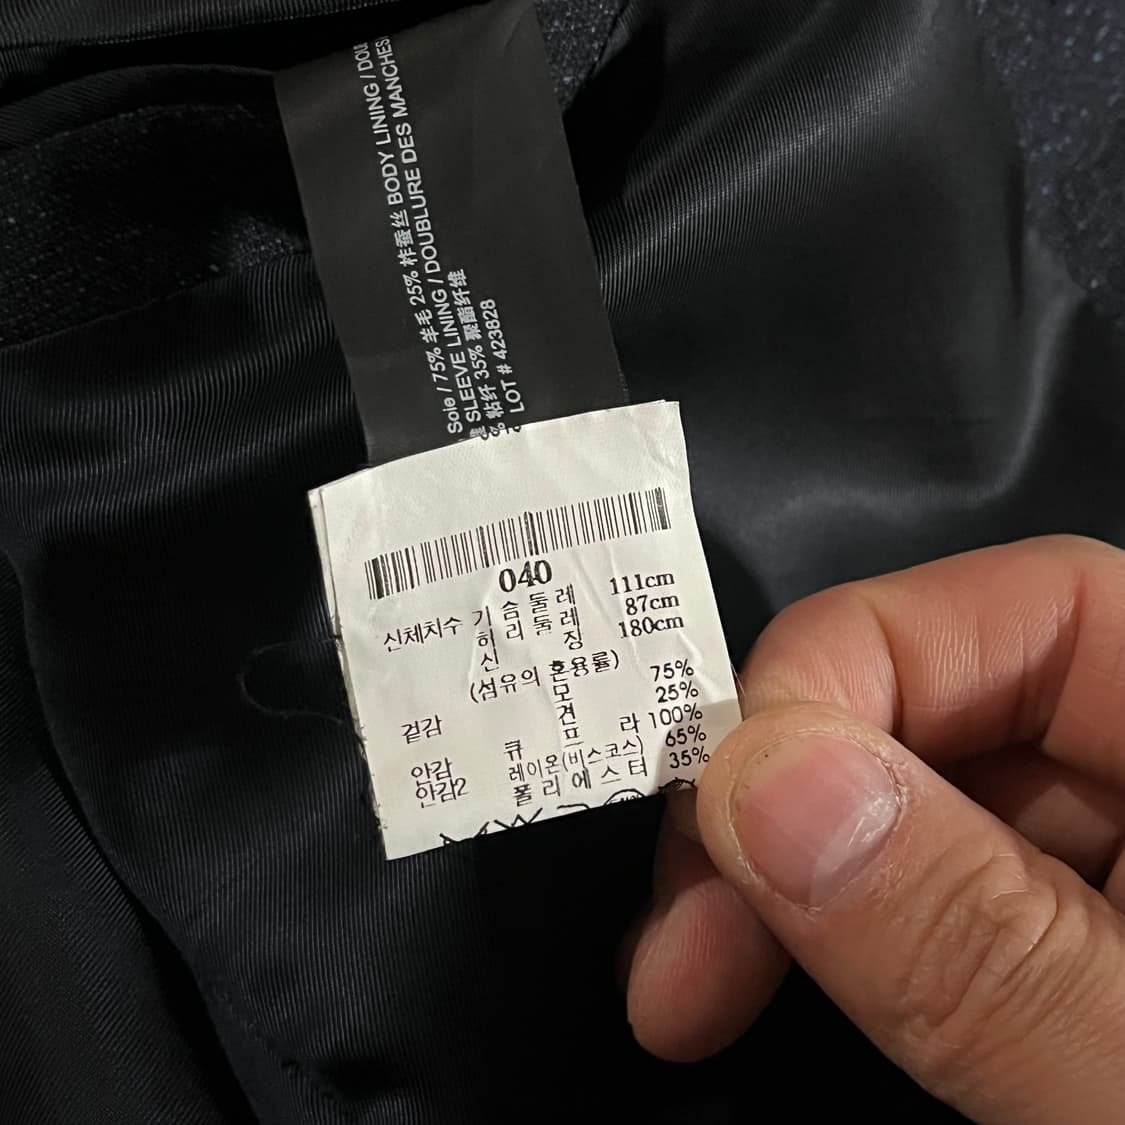 Soie / 75% 羊毛 25% 柞蚕丝 BODY LINING /
SLEEVE LINING / DOUBLURE DES MANCHES
粘纤 35% 聚酯纤维
LOT # 423828
040
신체치수 가슴둘레 111cm
허리둘레 87cm
신장 180cm
(섬유의 혼용률)
겉감 모 75%
견 25%
안감 큐프라 100%
안감2 레이온(비스코스) 65%
폴리에스터 35%